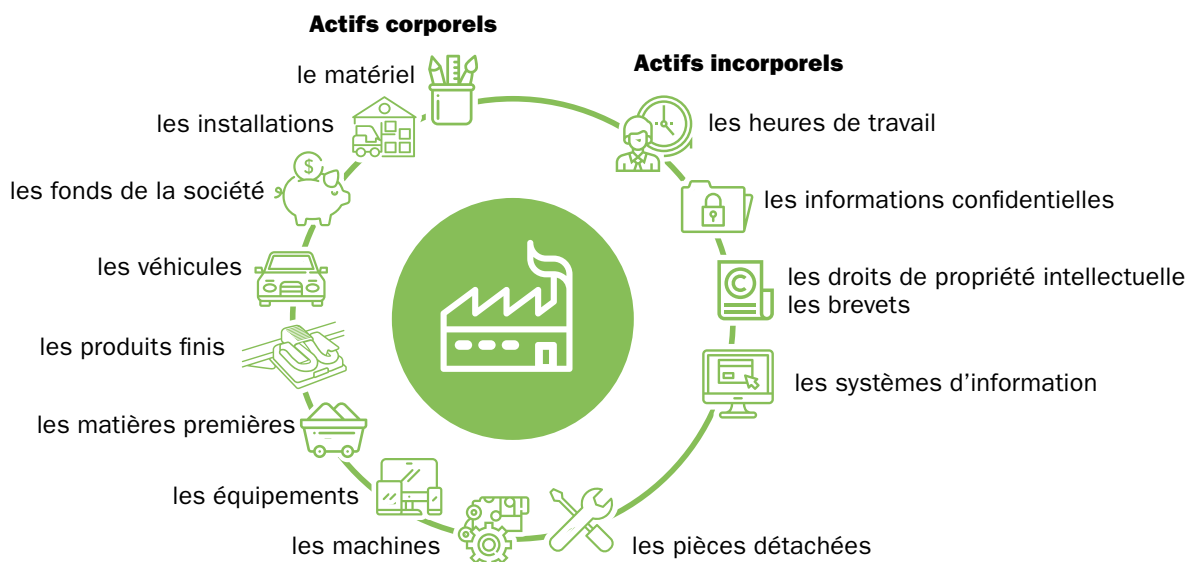 Actifs corporels
le matériel
les installations
les fonds de la société
$
les véhicules
les produits finis
les matières premières
les équipements
les machines
les pièces détachées
Actifs incorporels
les heures de travail
les informations confidentielles
les droits de propriété intellectuelle
les brevets
©
les systèmes d’information